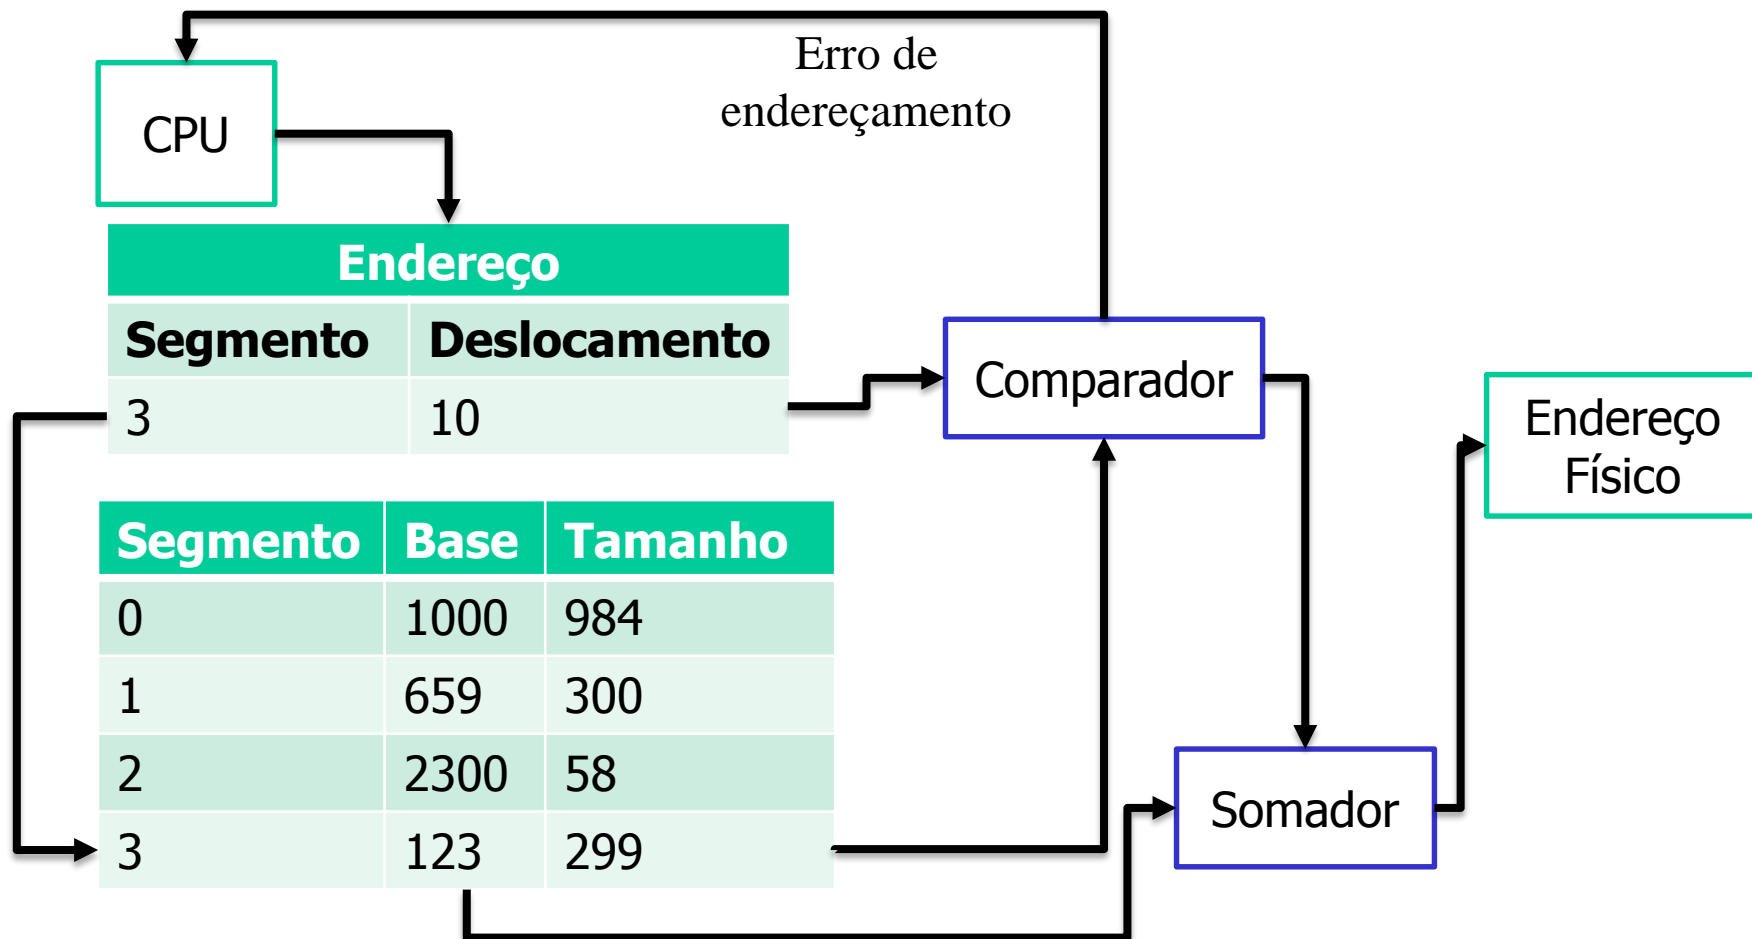 Erro de
endereçamento
CPU
Endereço
Segmento Deslocamento
3 10
Comparador
Endereço
Físico
Segmento Base Tamanho
0 1000 984
1 659 300
2 2300 58
3 123 299
Somador